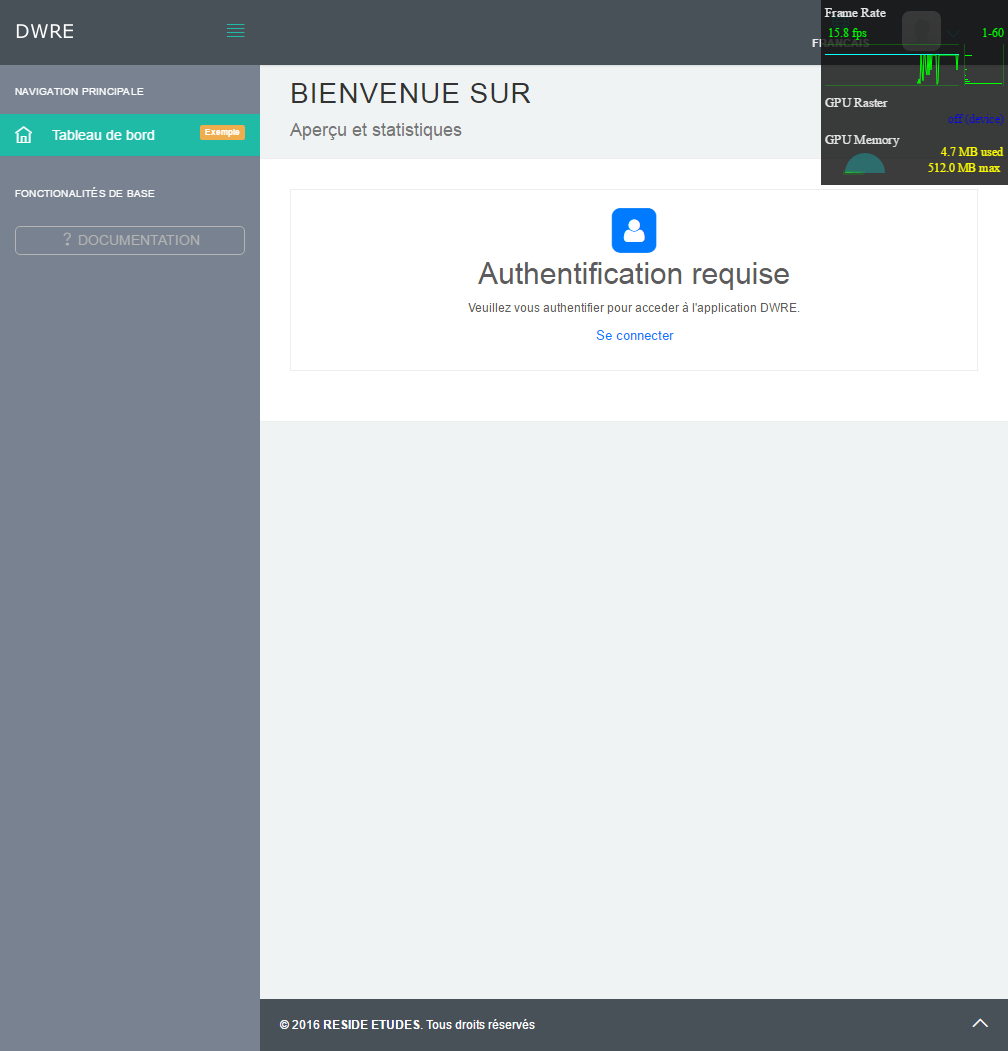 DWRE
FRANCAIS
Frame Rate
15.8 fps 1-60
GPU Raster
off (device)
GPU Memory
4.7 MB used
512.0 MB max
NAVIGATION PRINCIPALE
Tableau de bord Exemple
FONCTIONALITÉS DE BASE
? DOCUMENTATION
BIENVENUE SUR
Aperçu et statistiques
Authentification requise
Veuillez vous authentifier pour acceder à l'application DWRE.
Se connecter
© 2016 RESIDE ETUDES. Tous droits réservés